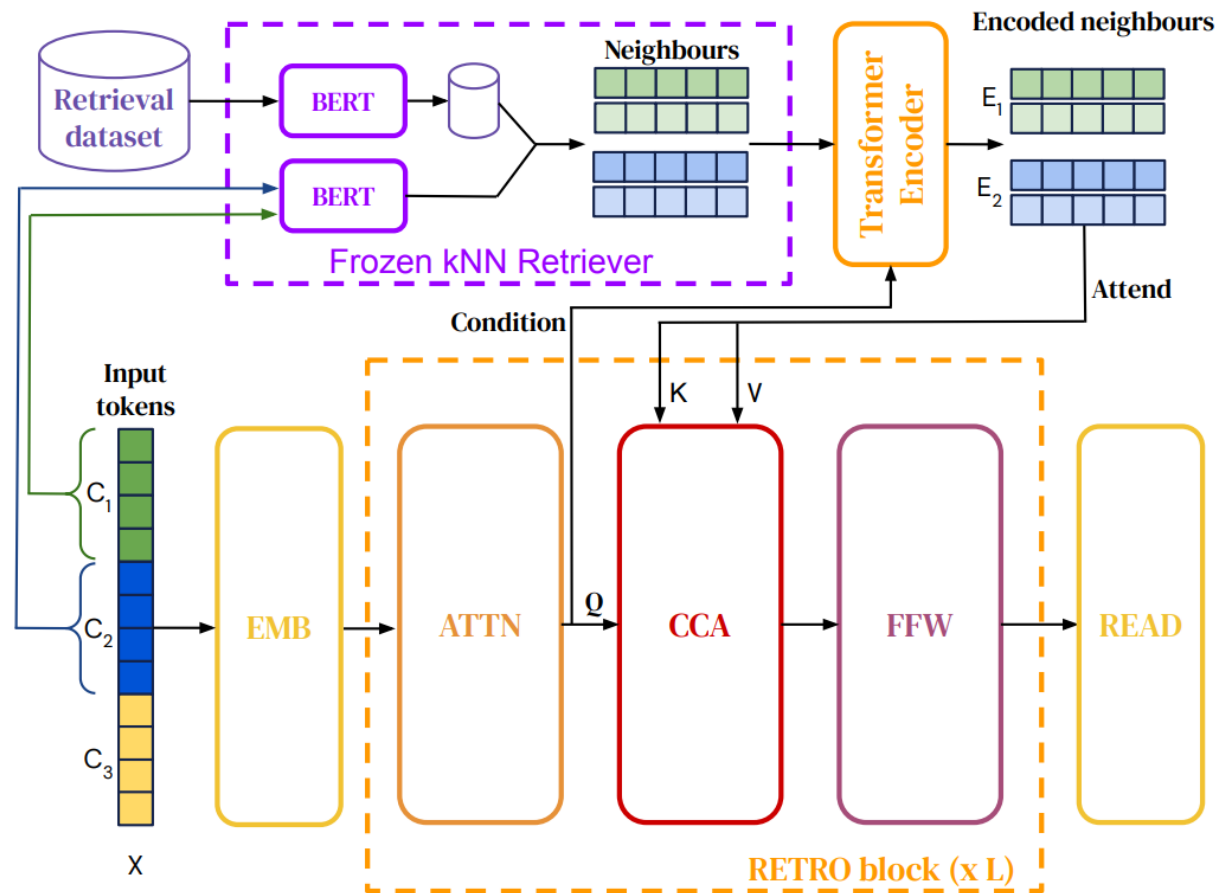 Retrieval
dataset
BERT
BERT
Frozen kNN Retriever
Neighbours
Transformer
Encoder
Encoded neighbours
E1
E2
Condition
Attend
Input
tokens
K
V
C1
C2
C3
X
EMB
ATTN
Q
CCA
FFW
READ
RETRO block (x L)